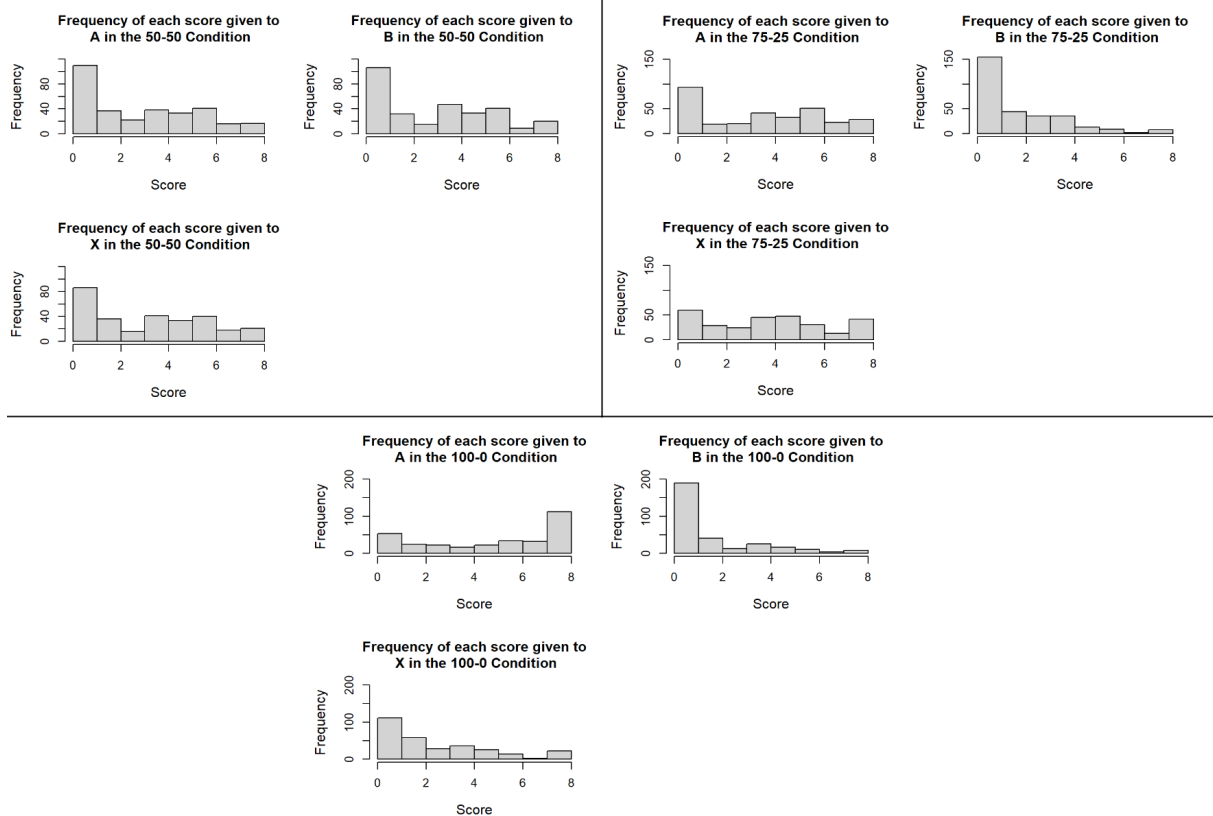 Frequency of each score given to
A in the 50-50 Condition
Frequency
0
40
80
0
2
4
6
8
Score
Frequency of each score given to
B in the 50-50 Condition
Frequency
0
40
80
0
2
4
6
8
Score
Frequency of each score given to
X in the 50-50 Condition
Frequency
0
40
80
0
2
4
6
8
Score
Frequency of each score given to
A in the 75-25 Condition
Frequency
0
50
150
0
2
4
6
8
Score
Frequency of each score given to
B in the 75-25 Condition
Frequency
0
50
150
0
2
4
6
8
Score
Frequency of each score given to
X in the 75-25 Condition
Frequency
0
50
150
0
2
4
6
8
Score
Frequency of each score given to
A in the 100-0 Condition
Frequency
0
100
200
0
2
4
6
8
Score
Frequency of each score given to
B in the 100-0 Condition
Frequency
0
100
200
0
2
4
6
8
Score
Frequency of each score given to
X in the 100-0 Condition
Frequency
0
100
200
0
2
4
6
8
Score